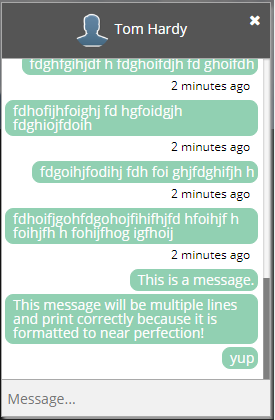 Tom Hardy
fdghfgihjdf h fdghoifdjh fd ghoifdh
2 minutes ago
fdhofijhfoighj fd hgfoidgjh
fdghiojfdoih
2 minutes ago
fdgoihjfodihj fdh foi ghjfdghifjh h
2 minutes ago
fdhoifjgohfdgohojfihifhjfd hfoihjf h
foihjfh h fohijfhog igfhoij
2 minutes ago
This is a message.
This message will be multiple lines
and print correctly because it is
formatted to near perfection!
yup
Message...